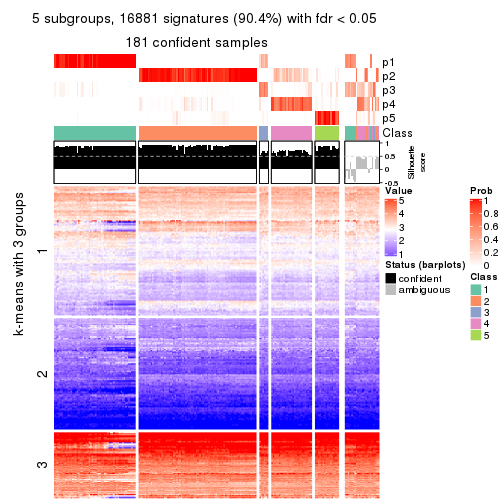 5 subgroups, 16881 signatures (90.4%) with fdr < 0.05
181 confident samples
p1
p2
p3
p4
p5
Class
1
0.5
0
-0.5
Silhouette
score
k-means with 3 groups
1
2
3
Value
5
4
3
2
1
Status (barplots)
confident
ambiguous
Prob
1
0.8
0.6
0.4
0.2
0
Class
1
2
3
4
5